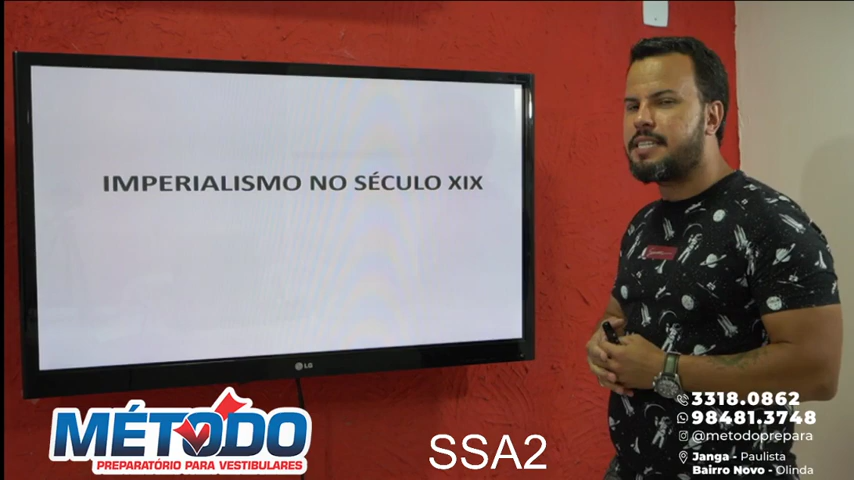 IMPERIALISMO NO SÉCULO XIX
LG
MÉTODO
PREPARATÓRIO PARA VESTIBULARES
SSA2
3318.0862
98481.3748
@metodoprepara
Janga - Paulista
Bairro Novo - Olinda